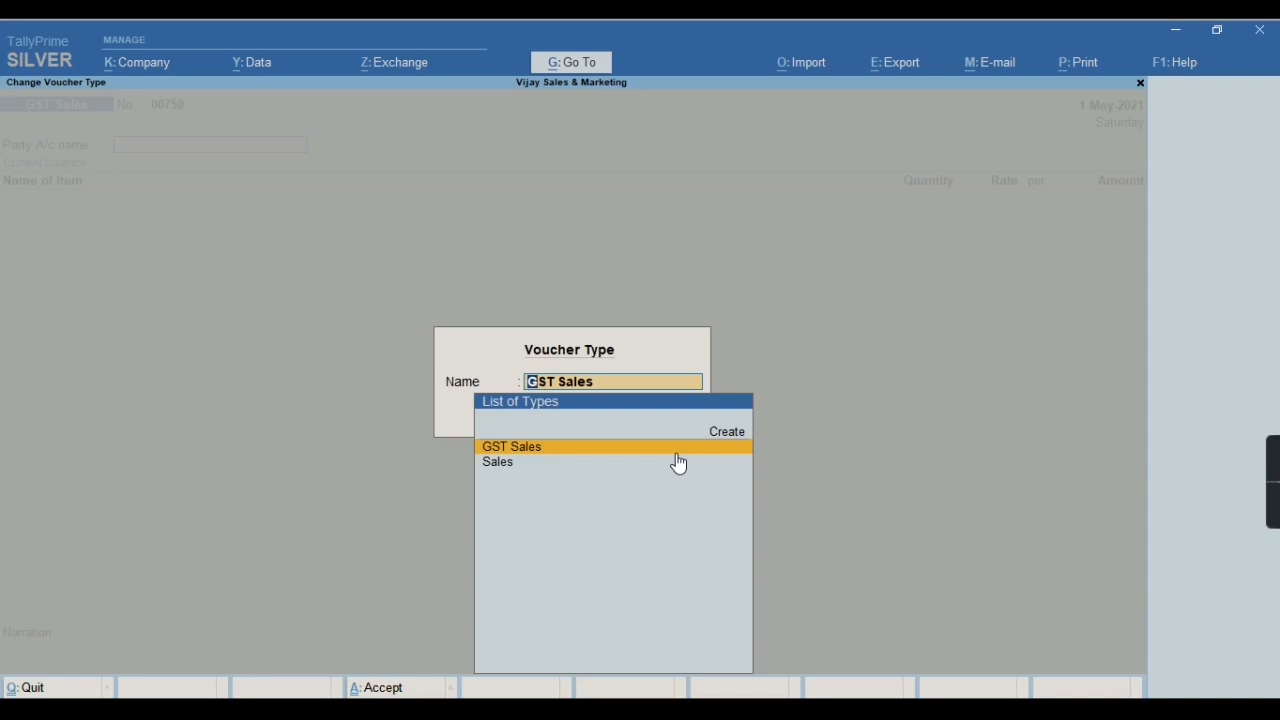 TallyPrime MANAGE
SILVER K: Company Y: Data Z: Exchange G: Go To O: Import E: Export M: E-mail P: Print F1: Help
Change Voucher Type Vijay Sales & Marketing
GST Sales No. 00750 1-May-2021
Saturday
Party A/c name
Current balance
Name of Item Quantity Rate per Amount
Voucher Type
Name : GST Sales
List of Types
Create
GST Sales
Sales
Narration:
Q: Quit A: Accept